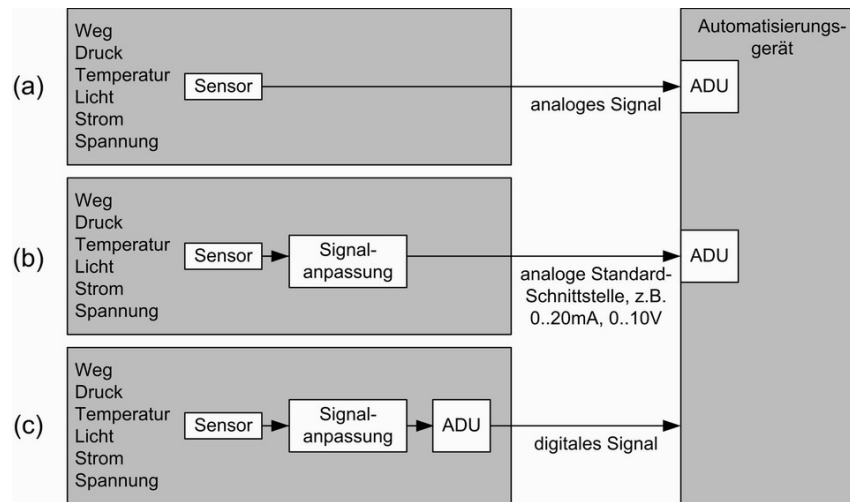 Automatisierungs-
gerät
(a)
Weg
Druck
Temperatur
Licht
Strom
Spannung
Sensor
analoges Signal
ADU
(b)
Weg
Druck
Temperatur
Licht
Strom
Spannung
Sensor
Signal-
anpassung
analoge Standard-
Schnittstelle, z.B.
0..20mA, 0..10V
ADU
(c)
Weg
Druck
Temperatur
Licht
Strom
Spannung
Sensor
Signal-
anpassung
ADU
digitales Signal